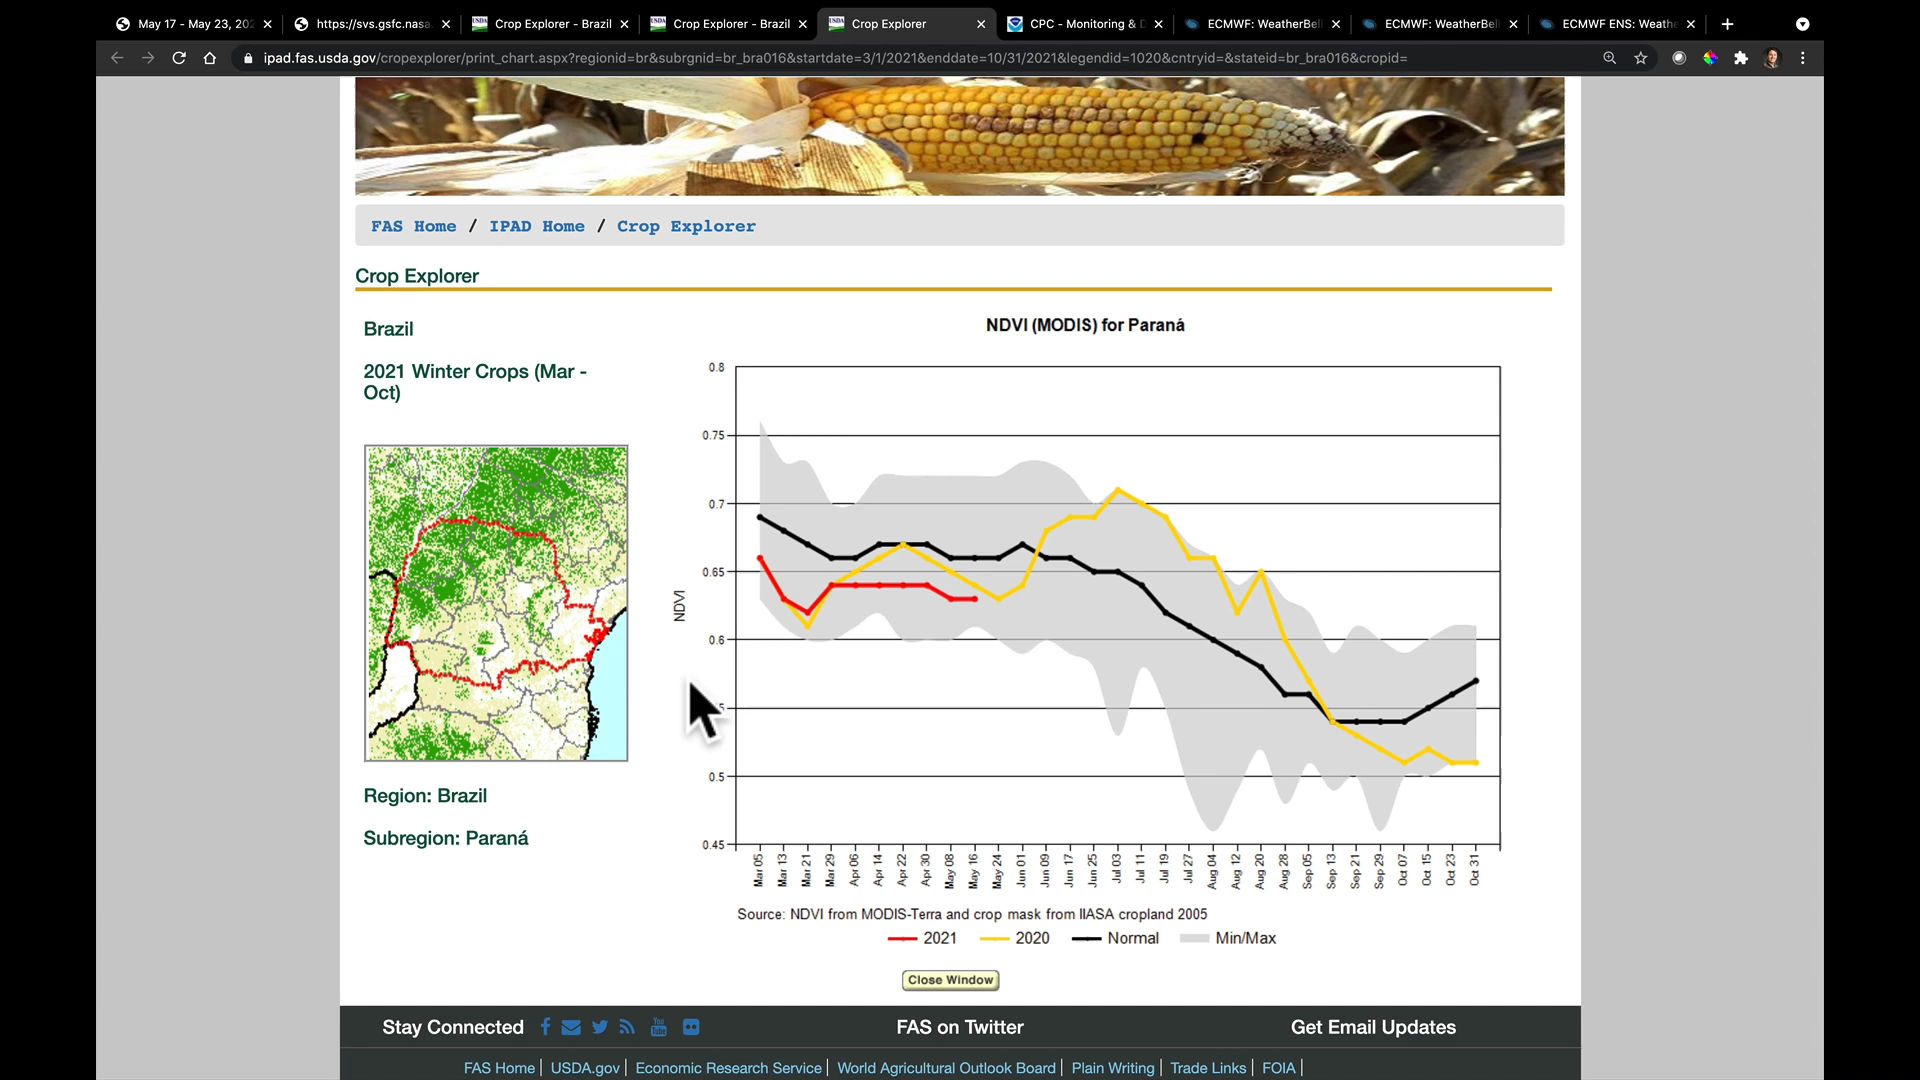 May 17 - May 23, 202
https://svs.gsfc.nasa.
USDA Crop Explorer - Brazil
USDA Crop Explorer - Brazil
USDA Crop Explorer
CPC - Monitoring & D
ECMWF: WeatherBel
ECMWF: WeatherBel
ECMWF ENS: Weathe
ipad.fas.usda.gov/cropexplorer/print_chart.aspx?regionid=br&subrgnid=br_bra016&startdate=3/1/2021&enddate=10/31/2021&legendid=1020&cntryid=&stateid=br_bra016&cropid=
FAS Home / IPAD Home / Crop Explorer
Crop Explorer
Brazil
2021 Winter Crops (Mar -
Oct)
Region: Brazil
Subregion: Paraná
NDVI (MODIS) for Paraná
NDVI
0.8
0.75
0.7
0.65
0.6
5
0.5
0.45
Mar 05
Mar 13
Mar 21
Mar 29
Apr 06
Apr 14
Apr 22
Apr 30
May 08
May 16
May 24
Jun 01
Jun 09
Jun 17
Jun 25
Jul 03
Jul 11
Jul 19
Jul 27
Aug 04
Aug 12
Aug 20
Aug 28
Sep 05
Sep 13
Sep 21
Sep 29
Oct 07
Oct 15
Oct 23
Oct 31
Source: NDVI from MODIS-Terra and crop mask from IIASA cropland 2005
2021 2020 Normal Min/Max
Close Window
Stay Connected
You Tube
FAS on Twitter
Get Email Updates
FAS Home | USDA.gov | Economic Research Service | World Agricultural Outlook Board | Plain Writing | Trade Links | FOIA |